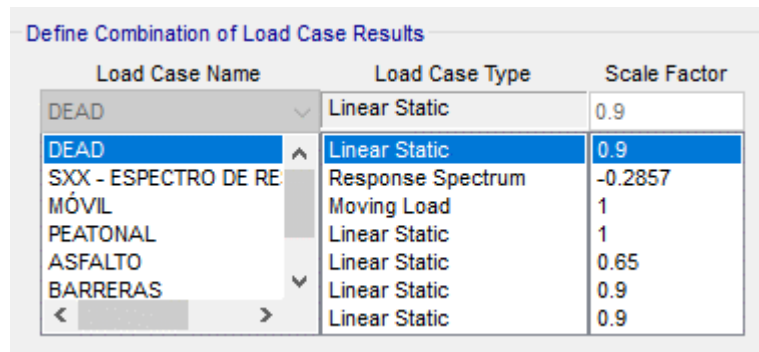 Define Combination of Load Case Results
Load Case Name Load Case Type Scale Factor
DEAD Linear Static 0.9
DEAD Linear Static 0.9
SXX - ESPECTRO DE RE Response Spectrum -0.2857
MÓVIL Moving Load 1
PEATONAL Linear Static 1
ASFALTO Linear Static 0.65
BARRERAS Linear Static 0.9
Linear Static 0.9